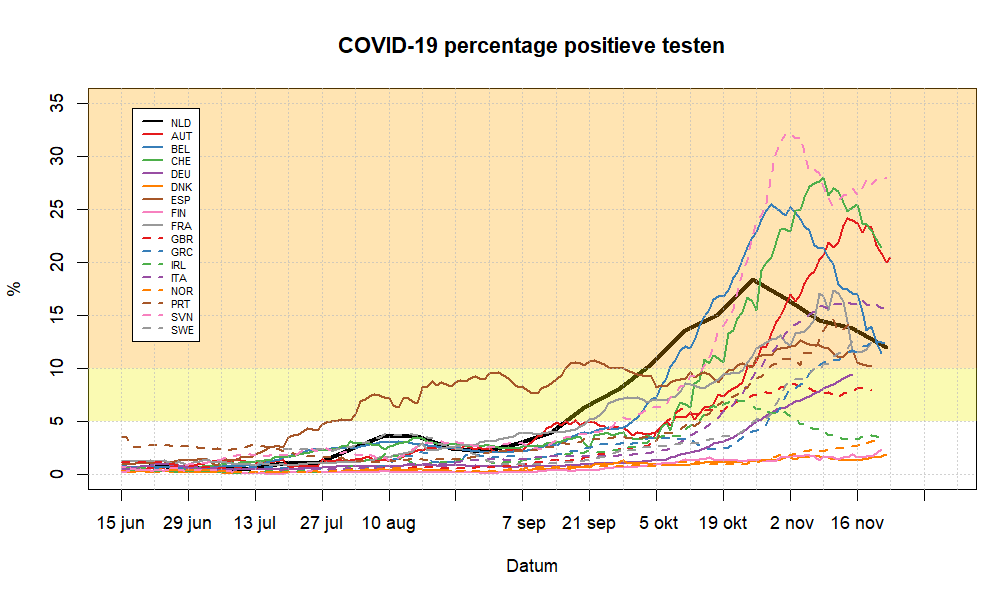 COVID-19 percentage positieve testen
%
35
30
25
20
15
10
5
0
NLD
AUT
BEL
CHE
DEU
DNK
ESP
FIN
FRA
GBR
GRC
IRL
ITA
NOR
PRT
SVN
SWE
15 jun 29 jun 13 jul 27 jul 10 aug 7 sep 21 sep 5 okt 19 okt 2 nov 16 nov
Datum